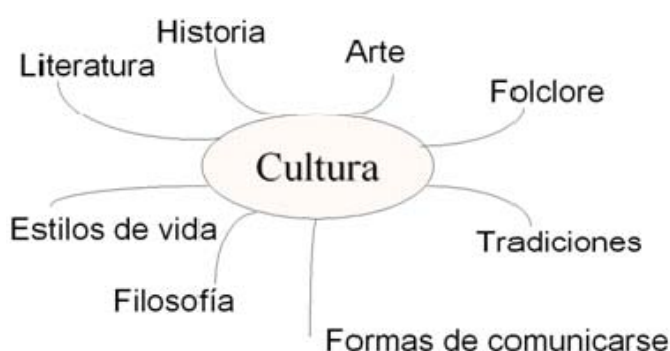 Historia
Arte
Literatura
Folclore
Cultura
Estilos de vida
Tradiciones
Filosofía
Formas de comunicarse